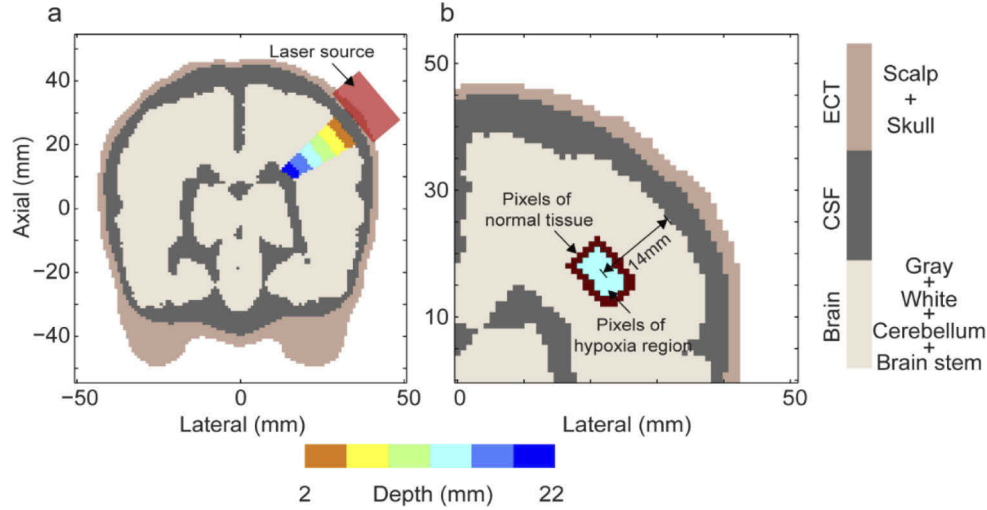 a
Laser source
40
20
0
−20
−40
Axial (mm)
−50
0
50
Lateral (mm)
b
50
30
10
Pixels of
normal tissue
14mm
Pixels of
hypoxia region
0
50
Lateral (mm)
ECT
Scalp
+
Skull
CSF
Brain
Gray
+
White
+
Cerebellum
+
Brain stem
2
Depth (mm)
22